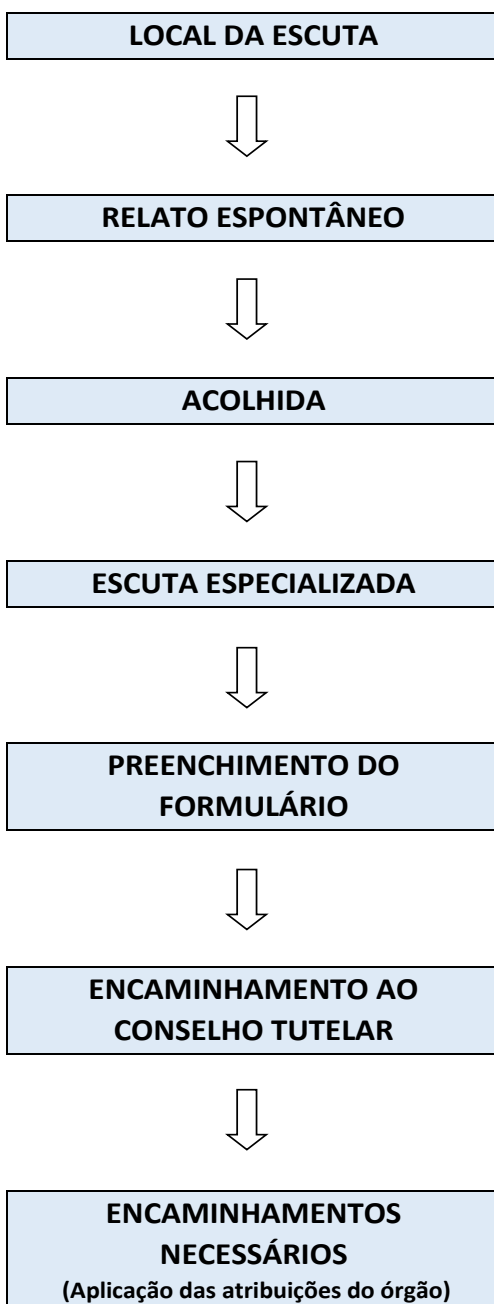 LOCAL DA ESCUTA
RELATO ESPONTÂNEO
ACOLHIDA
ESCUTA ESPECIALIZADA
PREENCHIMENTO DO
FORMULÁRIO
ENCAMINHAMENTO AO
CONSELHO TUTELAR
ENCAMINHAMENTOS
NECESSÁRIOS
(Aplicação das atribuições do órgão)